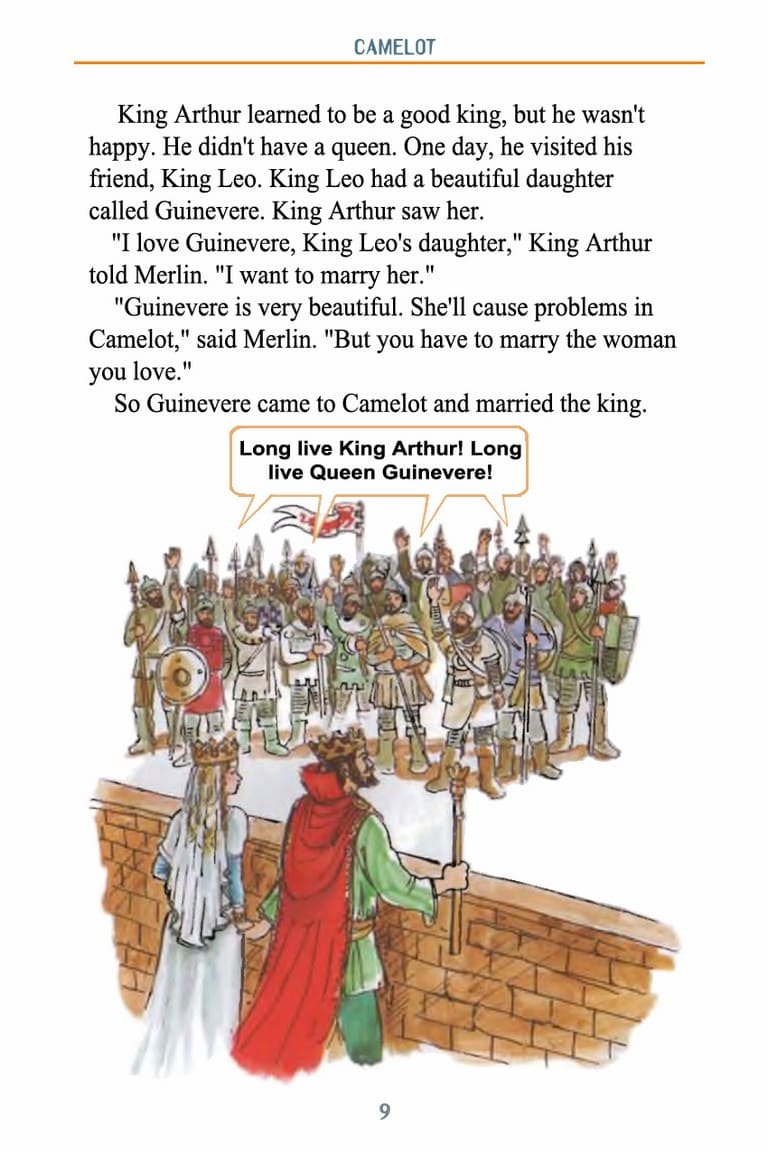 CAMELOT
King Arthur learned to be a good king, but he wasn't
happy. He didn't have a queen. One day, he visited his
friend, King Leo. King Leo had a beautiful daughter
called Guinevere. King Arthur saw her.
"I love Guinevere, King Leo's daughter," King Arthur
told Merlin. "I want to marry her."
"Guinevere is very beautiful. She'll cause problems in
Camelot," said Merlin. "But you have to marry the woman
you love."
So Guinevere came to Camelot and married the king.
Long live King Arthur! Long
live Queen Guinevere!
9